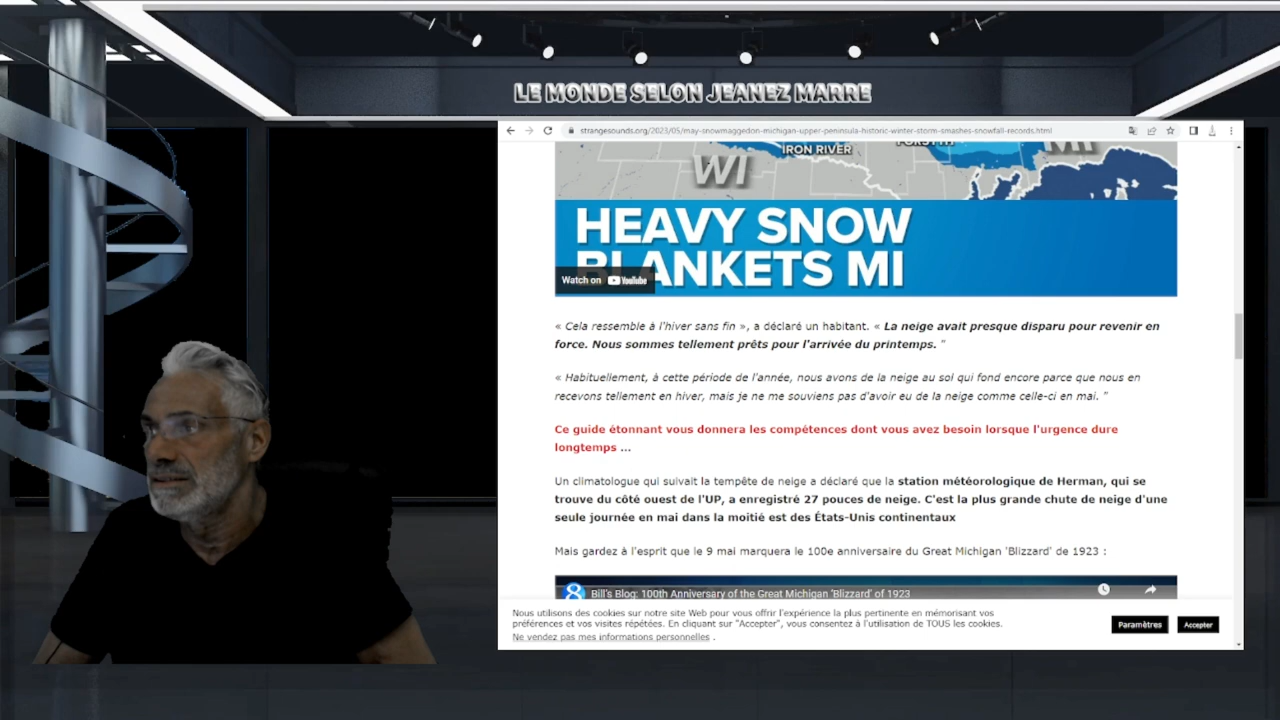 LE MONDE SELON JEANEZ MARRE
strangesounds.org/2023/05/may-snowmaggedon-michigan-upper-peninsula-historic-winter-storm-smashes-snowfall-records.html
IRON RIVER
WI
MI
HEAVY SNOW
BLANKETS MI
Watch on YouTube
« Cela ressemble à l'hiver sans fin », a déclaré un habitant. « La neige avait presque disparu pour revenir en
force. Nous sommes tellement prêts pour l'arrivée du printemps. "
« Habituellement, à cette période de l'année, nous avons de la neige au sol qui fond encore parce que nous en
recevons tellement en hiver, mais je ne me souviens pas d'avoir eu de la neige comme celle-ci en mai. "
Ce guide étonnant vous donnera les compétences dont vous avez besoin lorsque l'urgence dure
longtemps ...
Un climatologue qui suivait la tempête de neige a déclaré que la station météorologique de Herman, qui se
trouve du côté ouest de l'UP, a enregistré 27 pouces de neige. C'est la plus grande chute de neige d'une
seule journée en mai dans la moitié est des États-Unis continentaux
Mais gardez à l'esprit que le 9 mai marquera le 100e anniversaire du Great Michigan 'Blizzard' de 1923 :
8 Bill's Blog: 100th Anniversary of the Great Michigan 'Blizzard' of 1923
Nous utilisons des cookies sur notre site Web pour vous offrir l'expérience la plus pertinente en mémorisant vos
préférences et vos visites répétées. En cliquant sur "Accepter", vous consentez à l'utilisation de TOUS les cookies.
Ne vendez pas mes informations personnelles .
Paramètres
Accepter